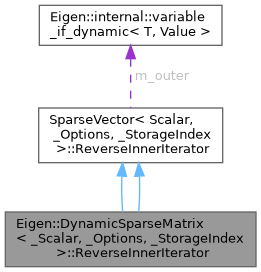 Eigen::internal::variable
_if_dynamic< T, Value >
m_outer
SparseVector< Scalar,
_Options, _StorageIndex
>::ReverseInnerIterator
Eigen::DynamicSparseMatrix
< _Scalar, _Options, _StorageIndex
>::ReverseInnerIterator